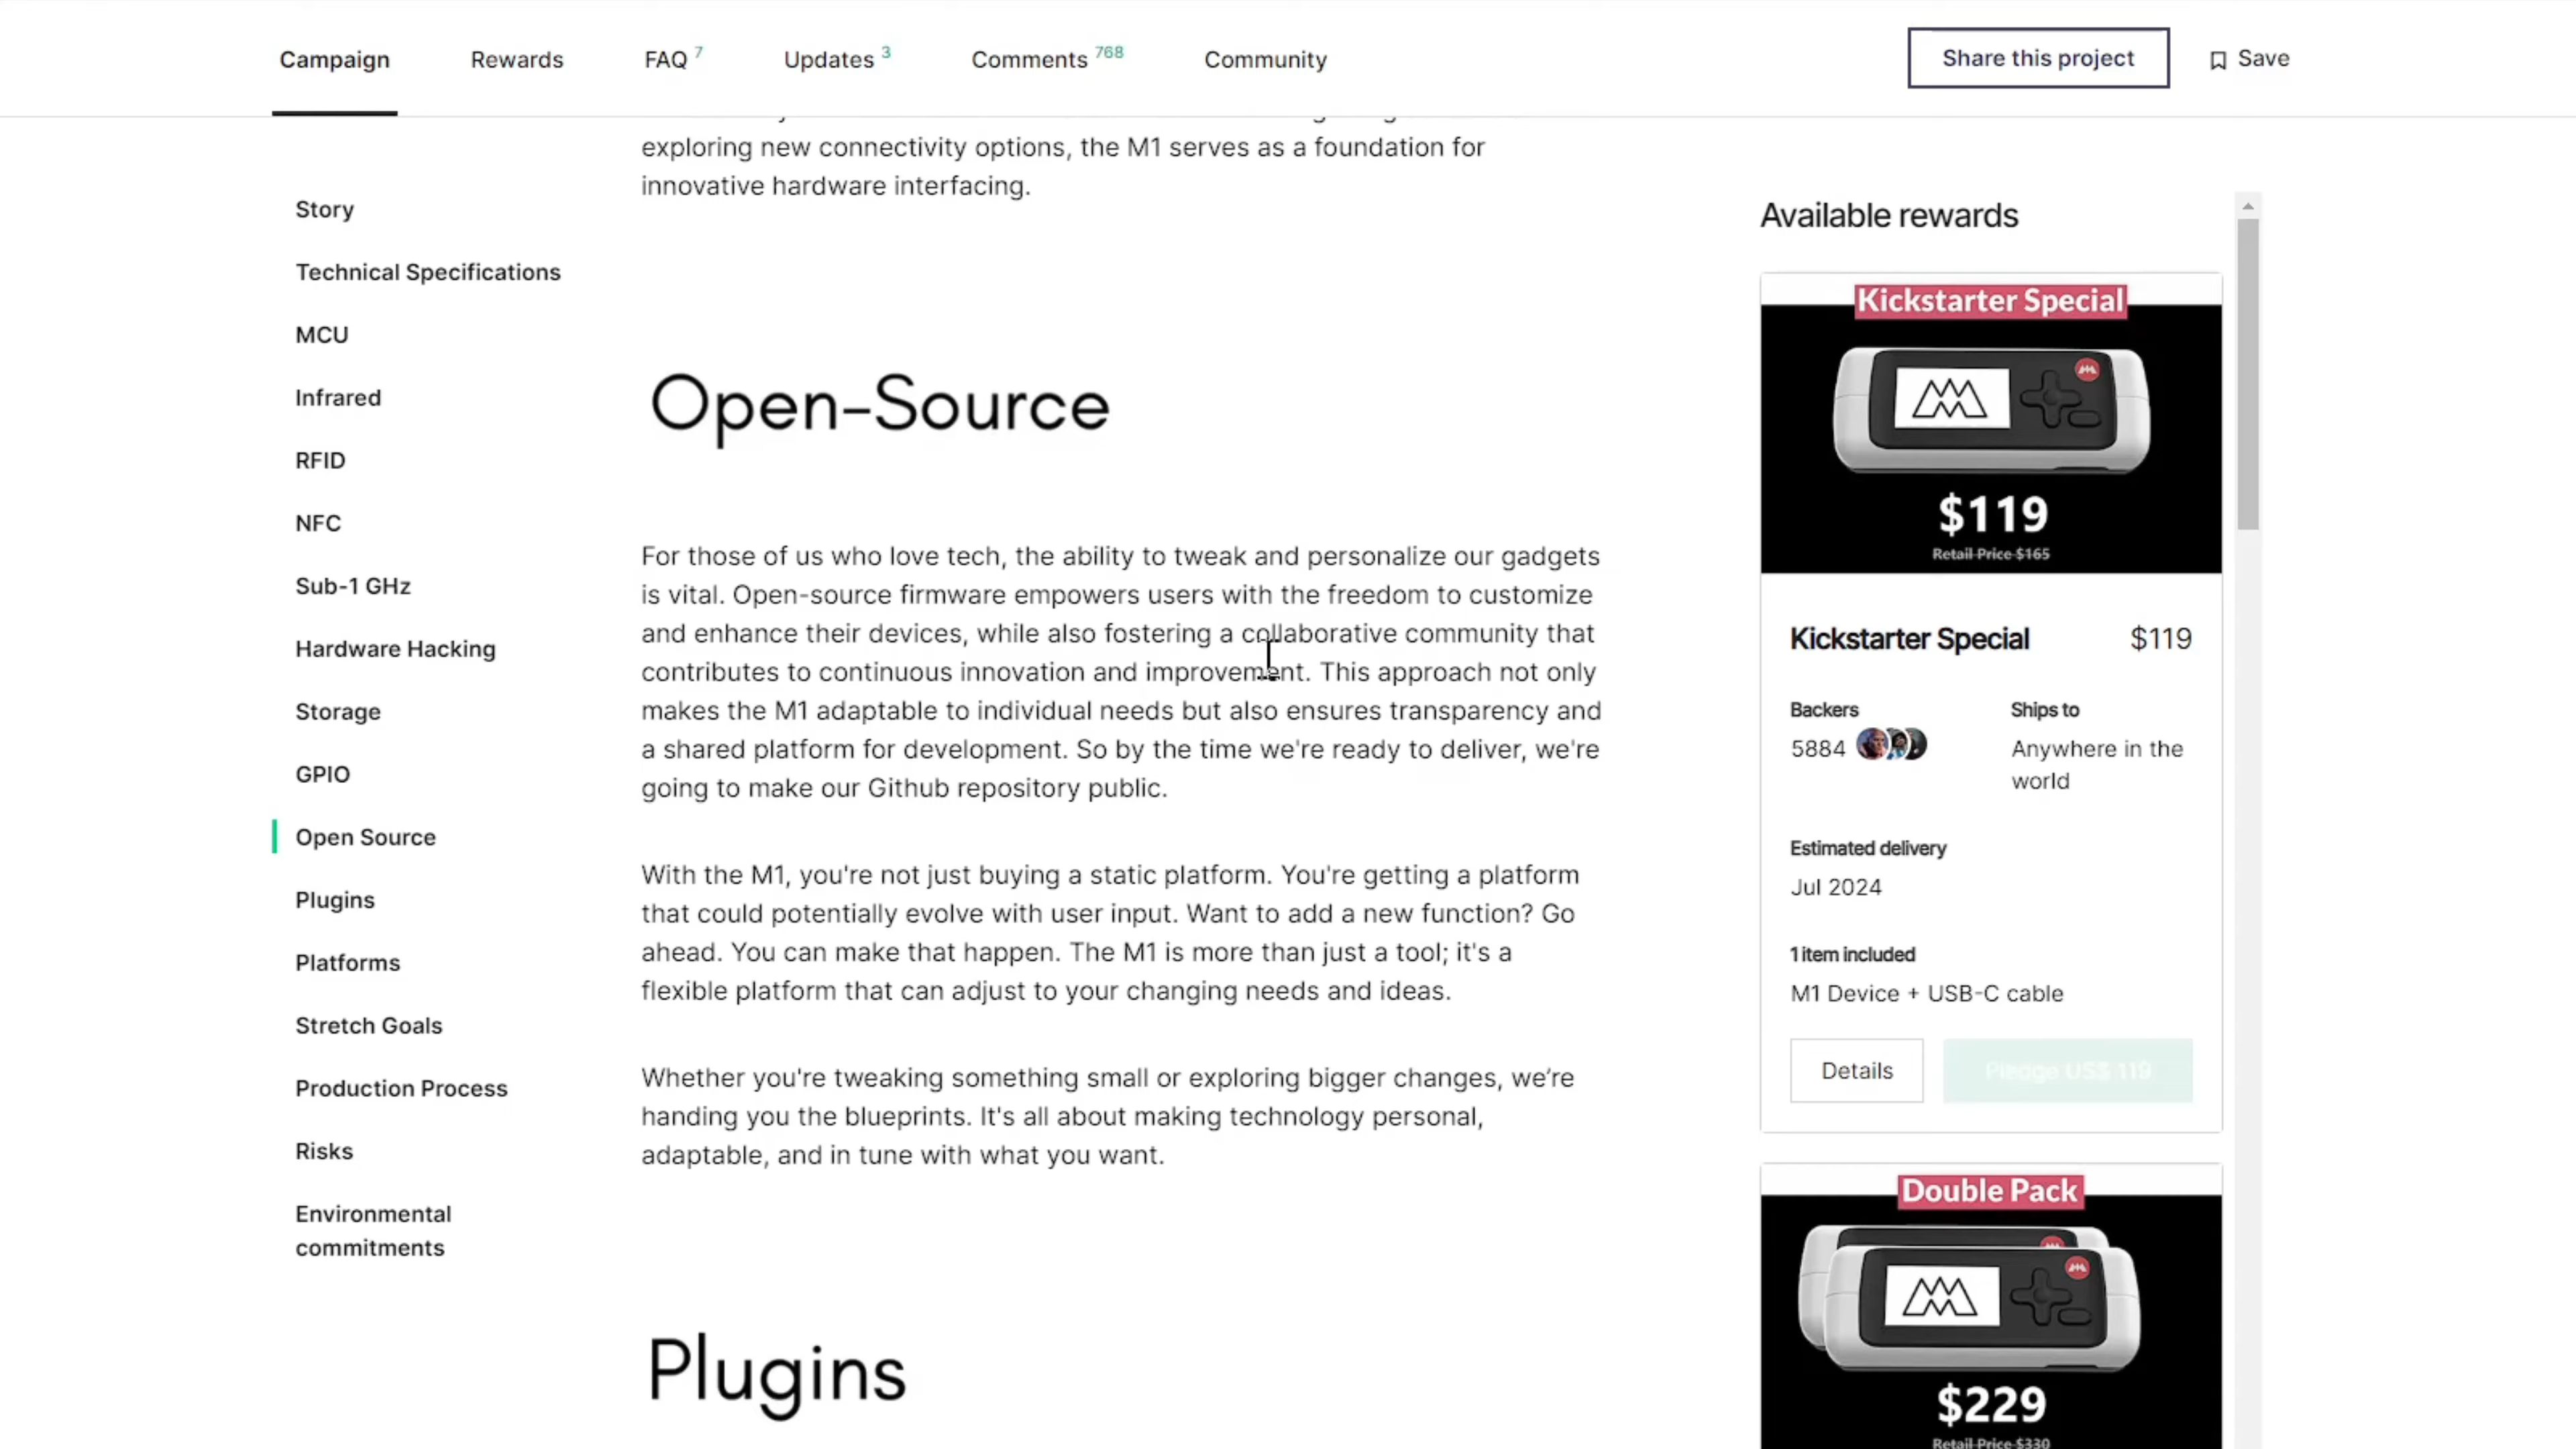 Campaign
Rewards
FAQ 7
Updates 3
Comments 768
Community
Share this project
Save
Story
Technical Specifications
MCU
Infrared
RFID
NFC
Sub-1 GHz
Hardware Hacking
Storage
GPIO
Open Source
Plugins
Platforms
Stretch Goals
Production Process
Risks
Environmental
commitments
exploring new connectivity options, the M1 serves as a foundation for
innovative hardware interfacing.
Open-Source
For those of us who love tech, the ability to tweak and personalize our gadgets
is vital. Open-source firmware empowers users with the freedom to customize
and enhance their devices, while also fostering a collaborative community that
contributes to continuous innovation and improvement. This approach not only
makes the M1 adaptable to individual needs but also ensures transparency and
a shared platform for development. So by the time we're ready to deliver, we're
going to make our Github repository public.
With the M1, you're not just buying a static platform. You're getting a platform
that could potentially evolve with user input. Want to add a new function? Go
ahead. You can make that happen. The M1 is more than just a tool; it's a
flexible platform that can adjust to your changing needs and ideas.
Whether you're tweaking something small or exploring bigger changes, we’re
handing you the blueprints. It's all about making technology personal,
adaptable, and in tune with what you want.
Plugins
Available rewards
Kickstarter Special
$119
Retail Price $165
Kickstarter Special $119
Backers
5884
Ships to
Anywhere in the
world
Estimated delivery
Jul 2024
1 item included
M1 Device + USB-C cable
Details
Pledge US$ 119
Double Pack
$229
Retail Price $330